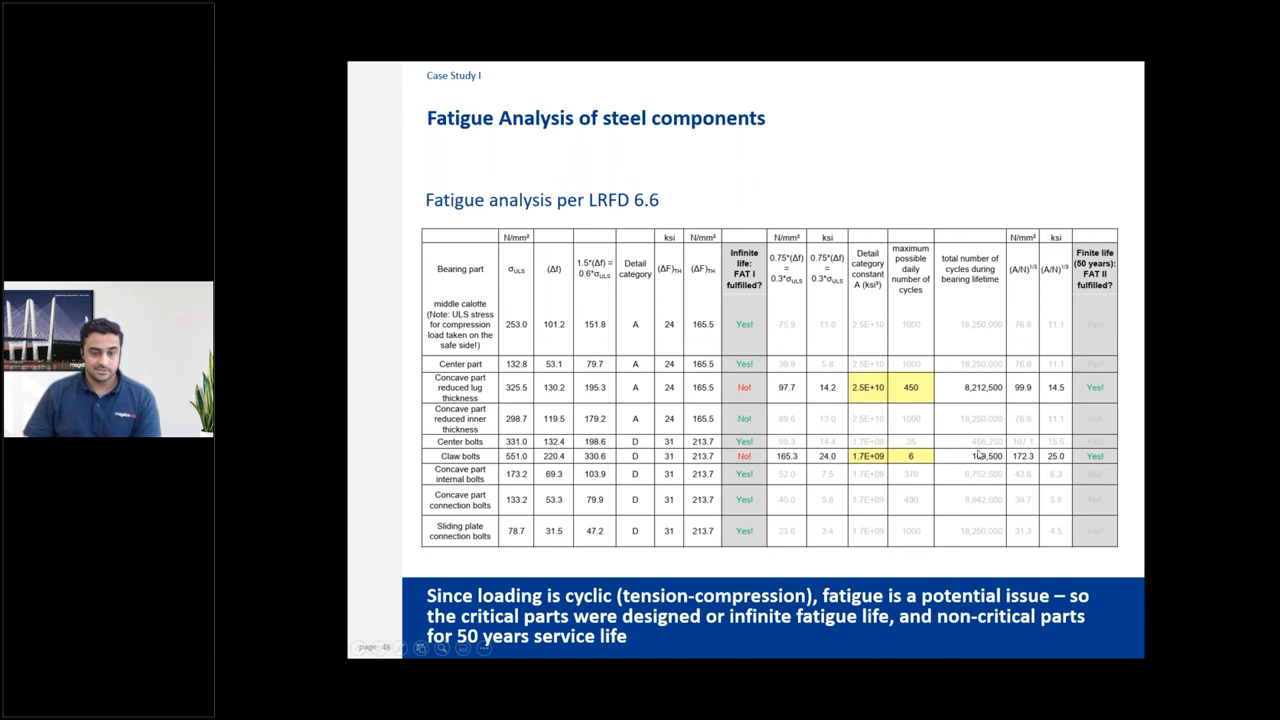 Case Study I
Fatigue Analysis of steel components
Fatigue analysis per LRFD 6.6
N/mm² ksi N/mm² N/mm² ksi N/mm² ksi
Bearing part σULS (Δf) 1.5*(Δf) = 0.6*σULS Detail category (ΔF)TH (ΔF)TH Infinite life: FAT I fulfilled? 0.75*(Δf) = 0.3*σULS 0.75*(Δf) = 0.3*σULS Detail category constant A (ksi³) maximum possible daily number of cycles total number of cycles during bearing lifetime (A/N)1/3 (A/N)1/3 Finite life (50 years): FAT II fulfilled?
middle calotte (Note: ULS stress for compression load taken on the safe side!) 253.0 101.2 151.8 A 24 165.5 Yes! 75.9 11.0 2.5E+10 1000 18,250,000 76.6 11.1 Yes!
Center part 132.8 53.1 79.7 A 24 165.5 Yes! 39.9 5.8 2.5E+10 1000 18,250,000 76.6 11.1 Yes!
Concave part reduced lug thickness 325.5 130.2 195.3 A 24 165.5 No! 97.7 14.2 2.5E+10 450 8,212,500 99.9 14.5 Yes!
Concave part reduced inner thickness 298.7 119.5 179.2 A 24 165.5 No! 89.6 13.0 2.5E+10 1000 18,250,000 76.6 11.1 No!
Center bolts 331.0 132.4 198.6 D 31 213.7 Yes! 99.3 14.4 1.7E+09 25 456,250 107.1 15.5 Yes!
Claw bolts 551.0 220.4 330.6 D 31 213.7 No! 165.3 24.0 1.7E+09 6 172.3 25.0 Yes!
Concave part internal bolts 173.2 69.3 103.9 D 31 213.7 Yes! 52.0 7.5 1.7E+09 370 6,752,500 43.6 6.3 No!
Concave part connection bolts 133.2 53.3 79.9 D 31 213.7 Yes! 40.0 5.8 1.7E+09 490 8,942,500 39.7 5.8 No!
Sliding plate connection bolts 78.7 31.5 47.2 D 31 213.7 Yes! 23.6 3.4 1.7E+09 1000 18,250,000 31.3 4.5 Yes!
Since loading is cyclic (tension-compression), fatigue is a potential issue – so
the critical parts were designed or infinite fatigue life, and non-critical parts
for 50 years service life
page: 48